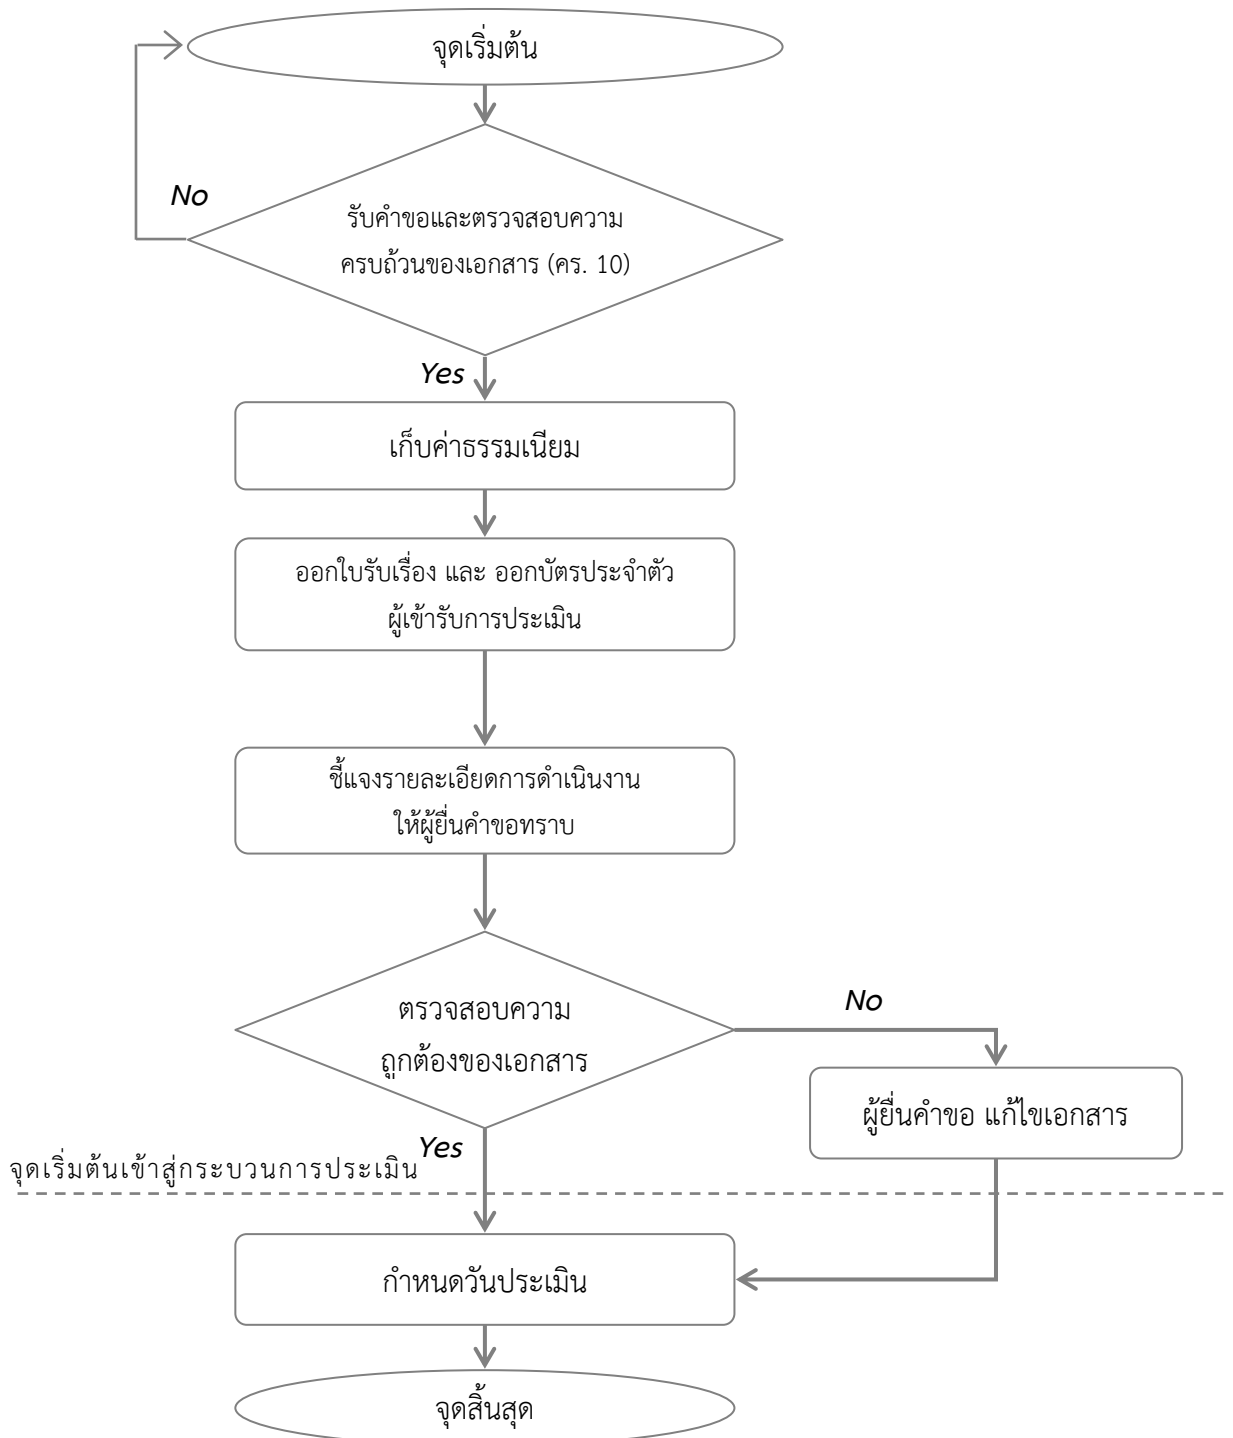 จุดเริ่มต้น
No
รับคำขอและตรวจสอบความ
ครบถ้วนของเอกสาร (คร. 10)
Yes
เก็บค่าธรรมเนียม
ออกใบรับเรื่อง และ ออกบัตรประจำตัว
ผู้เข้ารับการประเมิน
ชี้แจงรายละเอียดการดำเนินงาน
ให้ผู้ยื่นคำขอทราบ
ตรวจสอบความ
ถูกต้องของเอกสาร
No
ผู้ยื่นคำขอ แก้ไขเอกสาร
Yes
จุดเริ่มต้นเข้าสู่กระบวนการประเมิน
กำหนดวันประเมิน
จุดสิ้นสุด